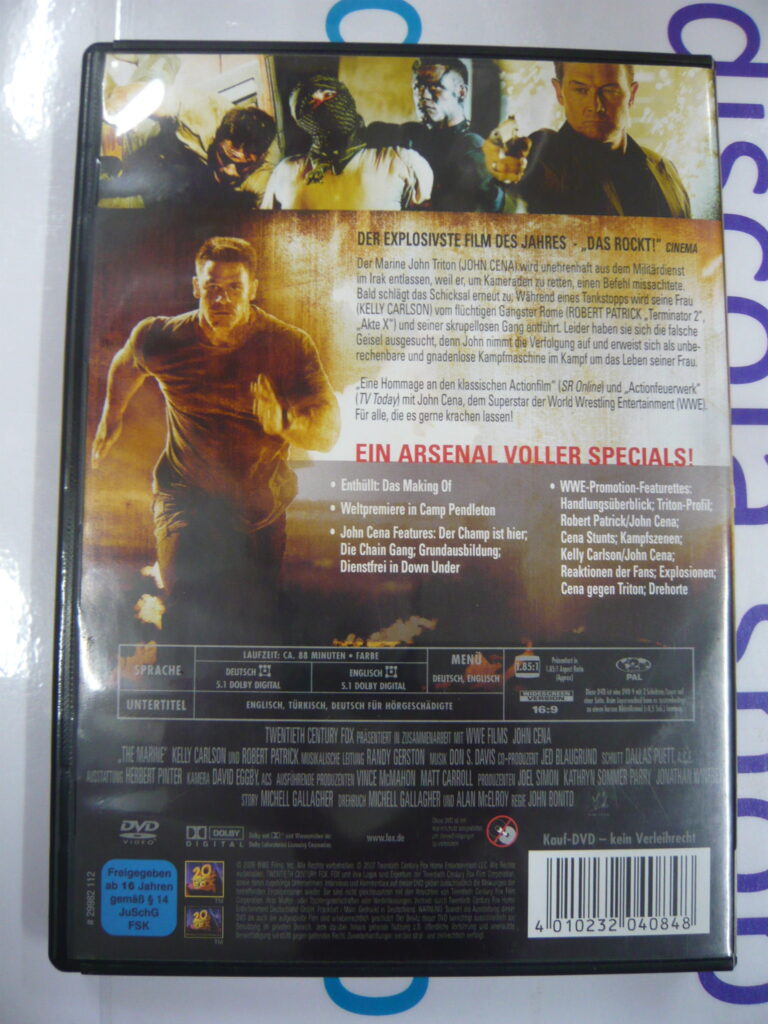 DER EXPLOSIVSTE FILM DES JAHRES - „DAS ROCKT!" CINEMA
Der Marine John Triton (JOHN CENA) wird unehrenhaft aus dem Militärdienst
im Irak entlassen, weil er, um Kameraden zu retten, einen Befehl missachtete.
Bald schlägt das Schicksal erneut zu: Während eines Tankstopps wird seine Frau
(KELLY CARLSON) vom flüchtigen Gangster Rome (ROBERT PATRICK „Terminator 2",
„Akte X") und seiner skrupellosen Gang entführt. Leider haben sie sich die falsche
Geisel ausgesucht, denn John nimmt die Verfolgung auf und erweist sich als unbe-
rechenbare und gnadenlose Kampfmaschine im Kampf um das Leben seiner Frau.
„Eine Hommage an den klassischen Actionfilm" (SR Online) und „Actionfeuerwerk"
(TV Today) mit John Cena, dem Superstar der World Wrestling Entertainment (WWE).
Für alle, die es gerne krachen lassen!
EIN ARSENAL VOLLER SPECIALS!
• Enthüllt: Das Making Of
• Weltpremiere in Camp Pendleton
• John Cena Features: Der Champ ist hier;
Die Chain Gang; Grundausbildung;
Dienstfrei in Down Under
• WWE-Promotion-Featurettes:
Handlungsüberblick; Triton-Profil;
Robert Patrick/John Cena;
Cena Stunts; Kampfszenen;
Kelly Carlson/John Cena;
Reaktionen der Fans; Explosionen;
Cena gegen Triton; Drehorte
LAUFZEIT: CA. 88 MINUTEN • FARBE
SPRACHE
DEUTSCH
5.1 DOLBY DIGITAL
ENGLISCH
5.1 DOLBY DIGITAL
MENÜ
DEUTSCH, ENGLISCH
UNTERTITEL
ENGLISCH, TÜRKISCH, DEUTSCH FÜR HÖRGESCHÄDIGTE
1.85:1
Präsentiert in
1.85:1 Aspect Ratio
(Approx)
WIDESCREEN
VERSION
16:9
PAL
TWENTIETH CENTURY FOX PRÄSENTIERT IN ZUSAMMENARBEIT MIT WWE FILMS JOHN CENA
„THE MARINE" KELLY CARLSON UND ROBERT PATRICK MUSIKALISCHE LEITUNG RANDY GERSTON MUSIK DON S. DAVIS CO-PRODUZENT JED BLAUGRUND SCHNITT DALLAS PUETT, A.C.E.
AUSSTATTUNG HERBERT PINTER KAMERA DAVID EGGBY, ACS AUSFÜHRENDE PRODUZENTEN VINCE McMAHON MATT CARROLL PRODUZENTEN JOEL SIMON KATHRYN SOMMER PARRY, JONATHAN
STORY MICHELL GALLAGHER DREHBUCH MICHELL GALLAGHER UND ALAN McELROY REGIE JOHN BONITO
DVD
VIDEO
DOLBY
DIGITAL
www.fox.de
Kauf-DVD – kein Verleihrecht
Freigegeben
ab 16 Jahren
gemäß § 14
JuSchG
FSK
# 29862 112
4 010232 040848
discola shop